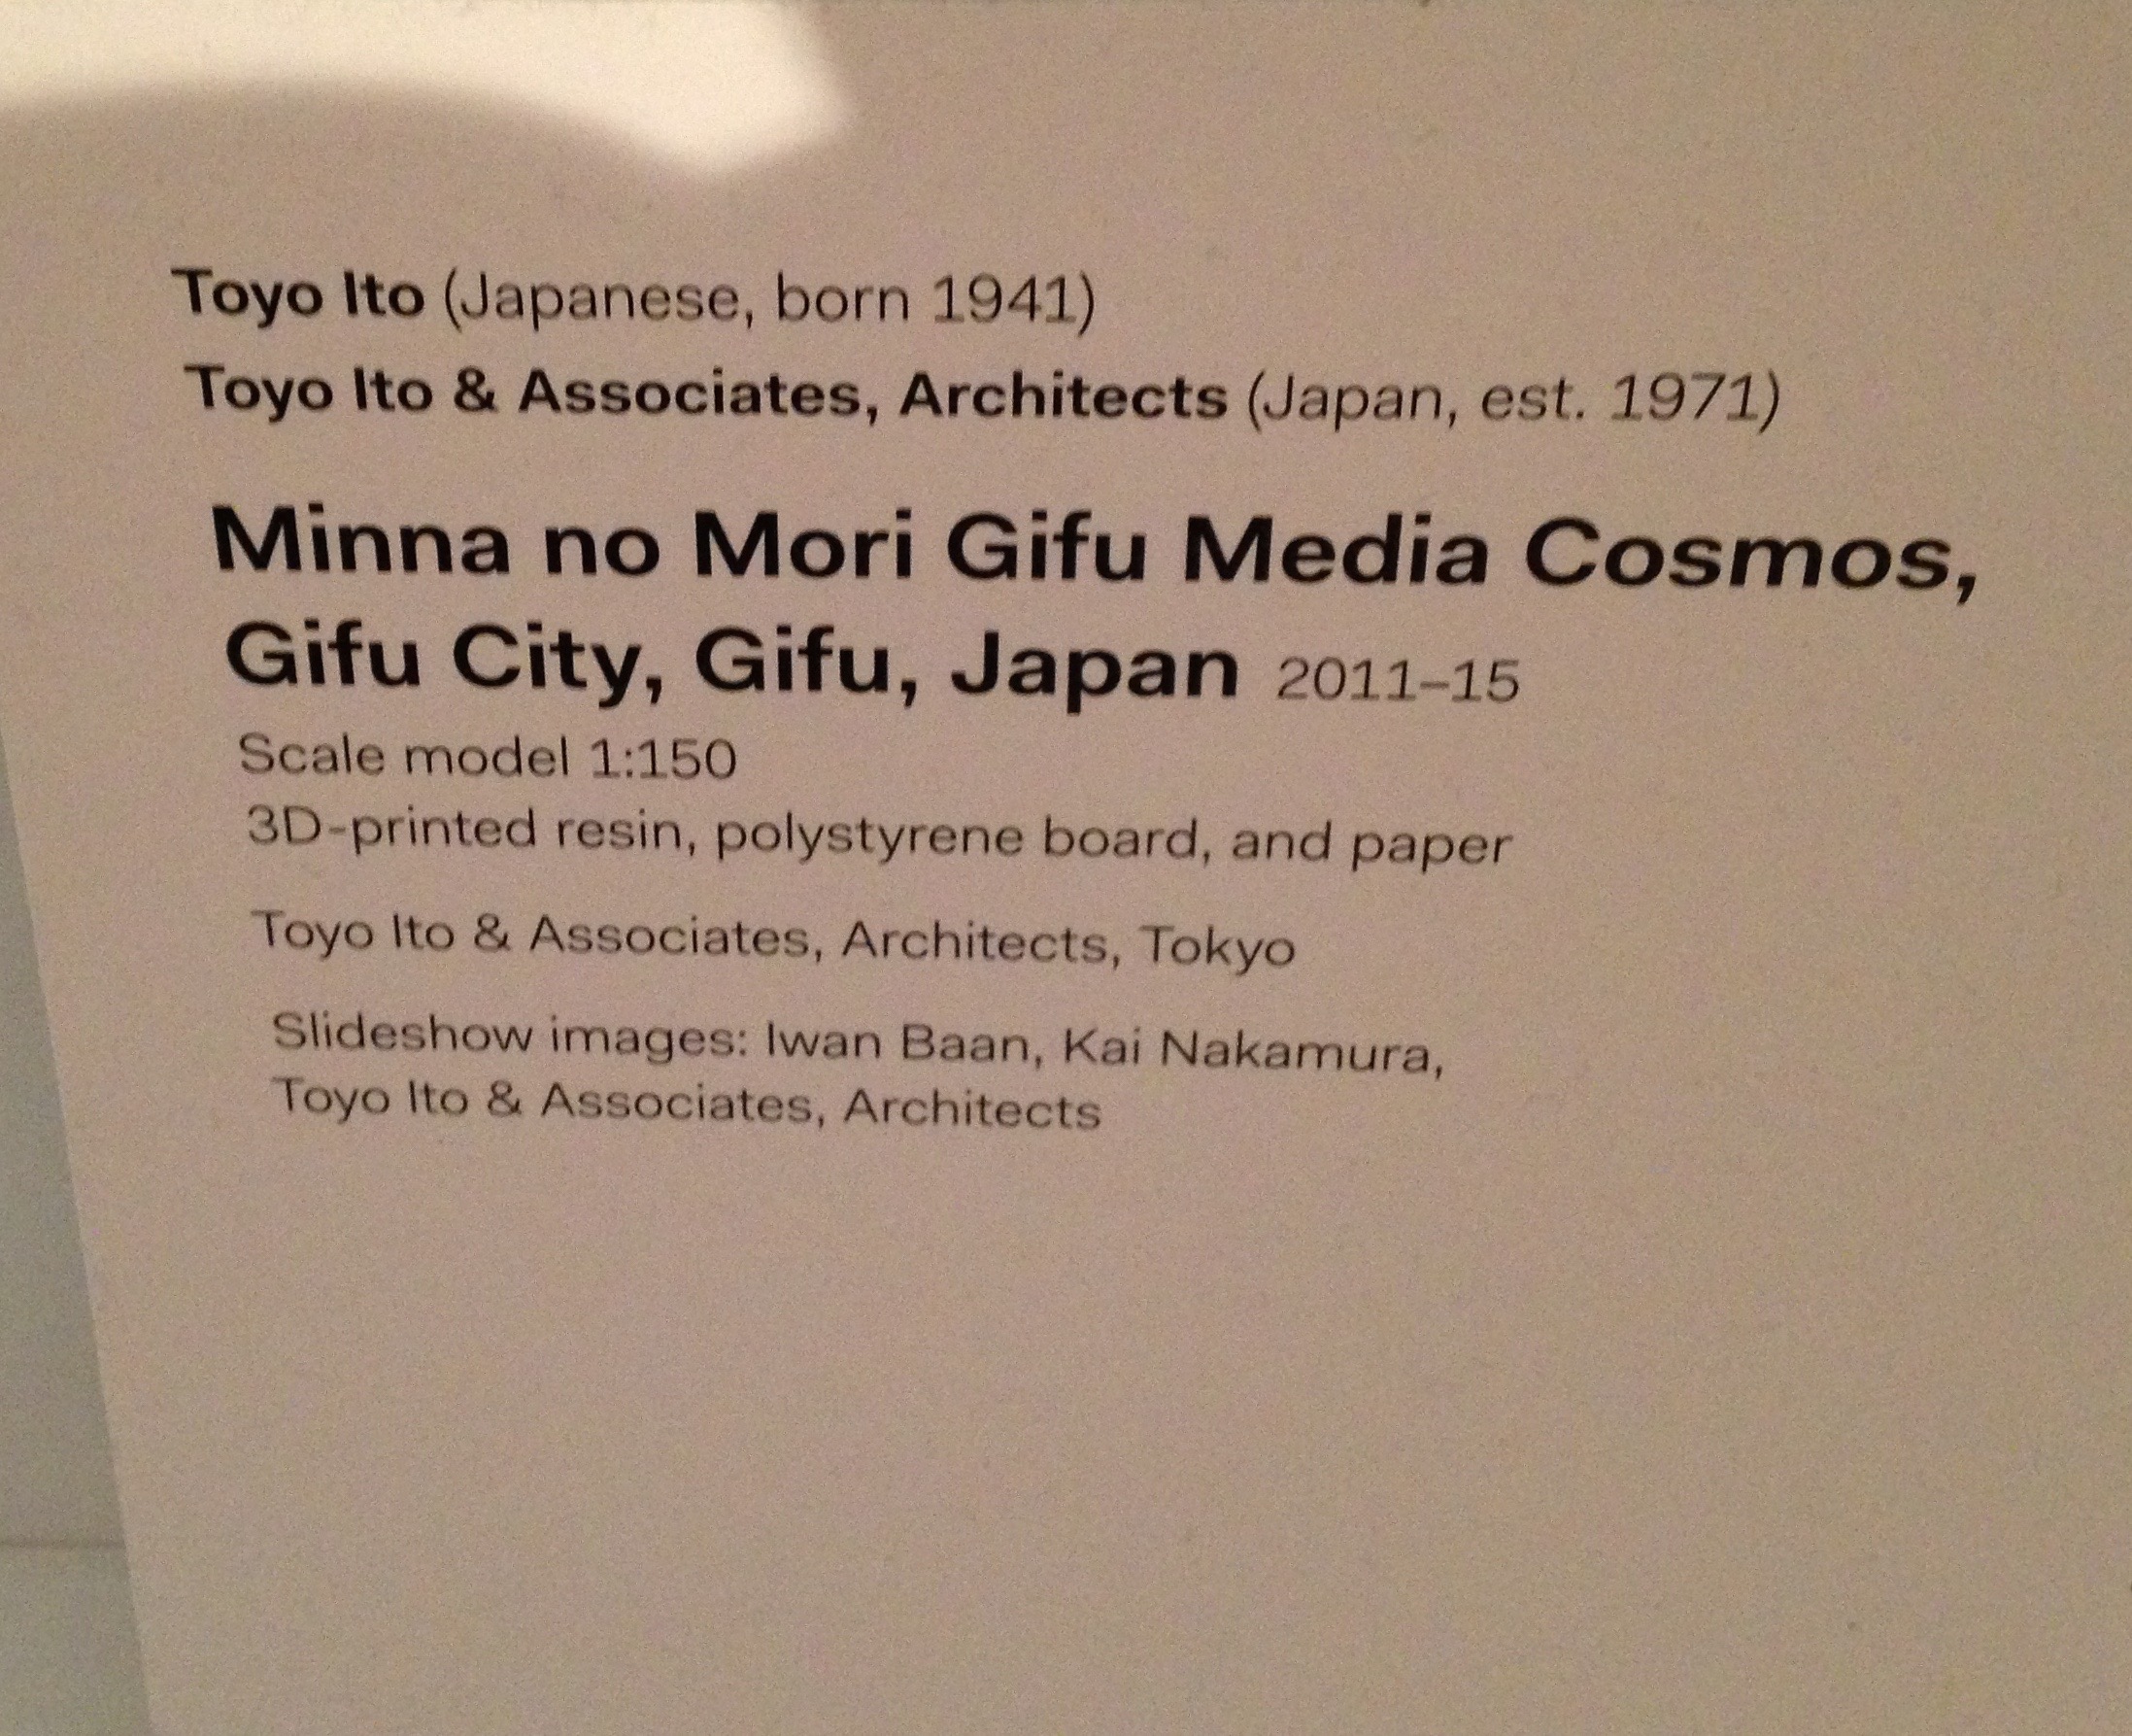 Toyo Ito (Japanese, born 1941)
Toyo Ito & Associates, Architects (Japan, est. 1971)
Minna no Mori Gifu Media Cosmos,
Gifu City, Gifu, Japan 2011–15
Scale model 1:150
3D-printed resin, polystyrene board, and paper
Toyo Ito & Associates, Architects, Tokyo
Slideshow images: Iwan Baan, Kai Nakamura,
Toyo Ito & Associates, Architects